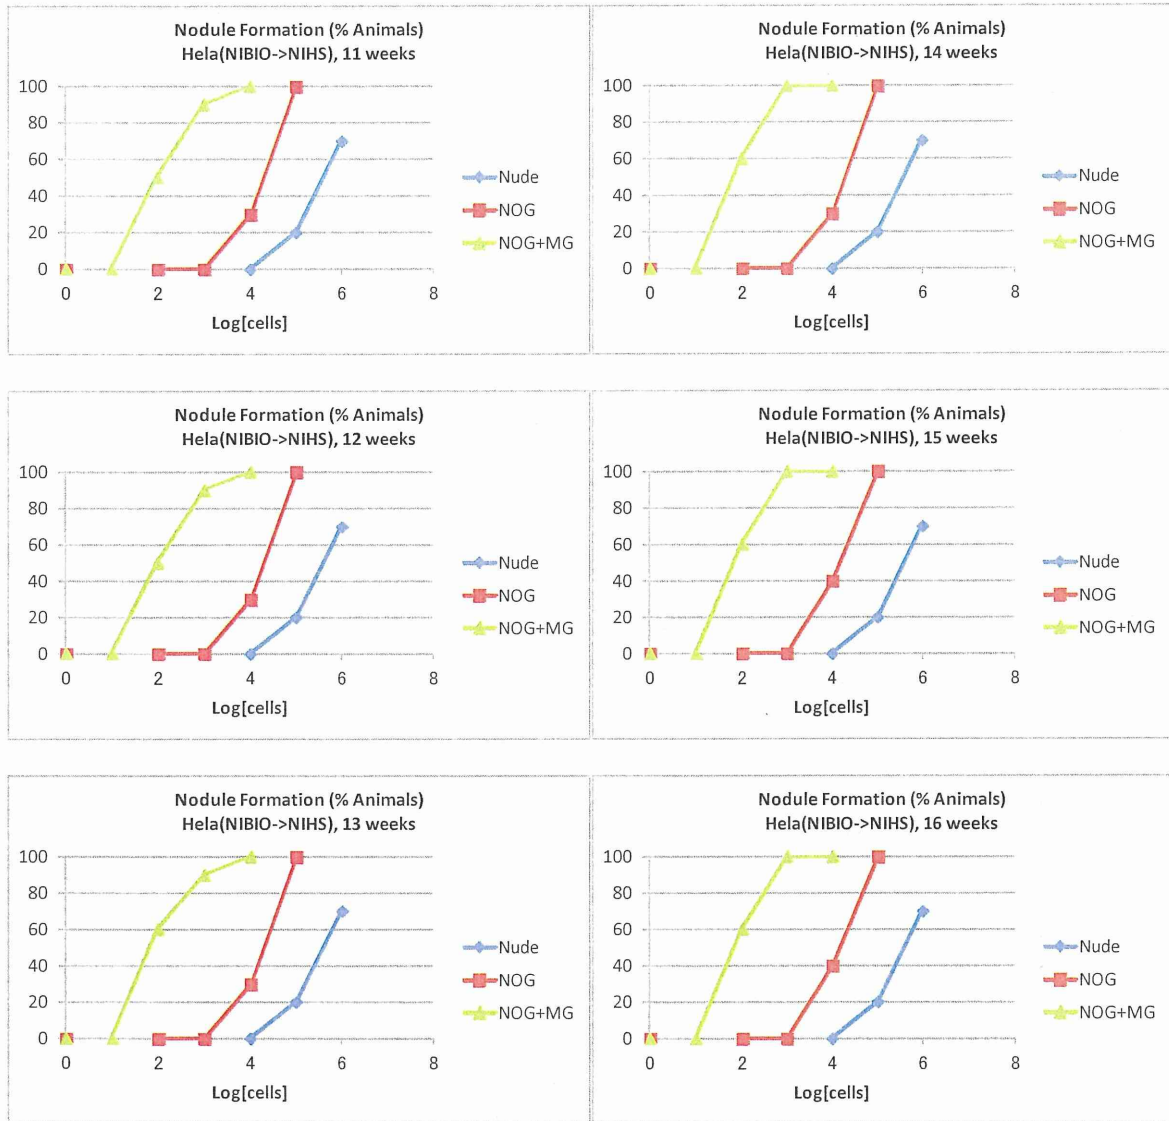 Nodule Formation (% Animals)
Hela(NIBIO->NIHS), 11 weeks
100
80
60
40
20
0
0 2 4 6 8
Log[cells]
Nude
NOG
NOG+MG
Nodule Formation (% Animals)
Hela(NIBIO->NIHS), 14 weeks
100
80
60
40
20
0
0 2 4 6 8
Log[cells]
Nude
NOG
NOG+MG
Nodule Formation (% Animals)
Hela(NIBIO->NIHS), 12 weeks
100
80
60
40
20
0
0 2 4 6 8
Log[cells]
Nude
NOG
NOG+MG
Nodule Formation (% Animals)
Hela(NIBIO->NIHS), 15 weeks
100
80
60
40
20
0
0 2 4 6 8
Log[cells]
Nude
NOG
NOG+MG
Nodule Formation (% Animals)
Hela(NIBIO->NIHS), 13 weeks
100
80
60
40
20
0
0 2 4 6 8
Log[cells]
Nude
NOG
NOG+MG
Nodule Formation (% Animals)
Hela(NIBIO->NIHS), 16 weeks
100
80
60
40
20
0
0 2 4 6 8
Log[cells]
Nude
NOG
NOG+MG